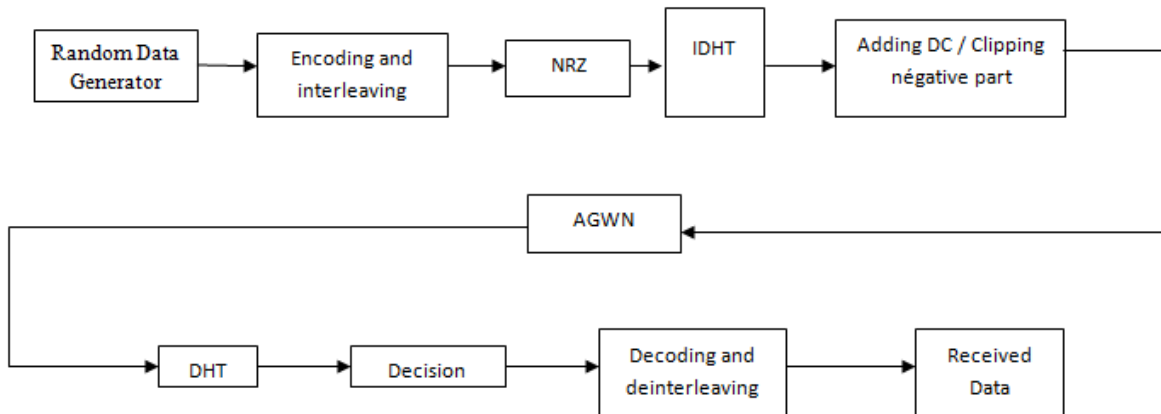 Random Data
Generator
Encoding and
interleaving
NRZ
IDHT
Adding DC / Clipping
négative part
AGWN
DHT
Decision
Decoding and
deinterleaving
Received
Data